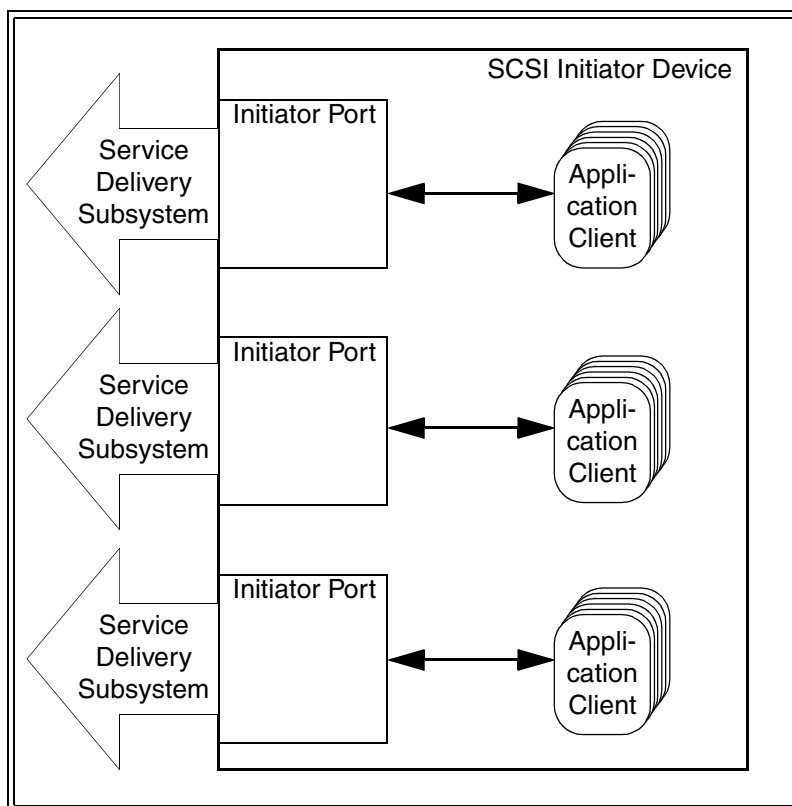 SCSI Initiator Device
Initiator Port
Service
Delivery
Subsystem
Appli-
cation
Client
Initiator Port
Service
Delivery
Subsystem
Appli-
cation
Client
Initiator Port
Service
Delivery
Subsystem
Appli-
cation
Client